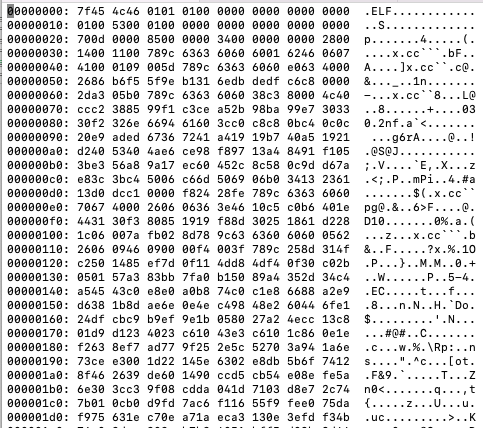 00000000: 7f45 4c46 0101 0100 0000 0000 0000 0000 .ELF............
00000010: 0100 5300 0100 0000 0000 0000 0000 0000 ..S.............
00000020: 700d 0000 8500 0000 3400 0000 0000 2800 p.......4.....(.
00000030: 1400 1100 789c 6363 6060 6001 6246 0607 ....x.cc```.bF..
00000040: 4100 0109 005d 789c 6363 6060 e063 4000 A....]x.cc``.c@.
00000050: 2686 b6f5 5f9e b131 6edb dedf c6c8 0000 &..._..1n.......
00000060: 2da3 05b0 789c 6363 6060 38c3 8000 4c40 -...x.cc``8...L@
00000070: ccc2 3885 99f1 c3ce a52b 98ba 99e7 3033 ..8......+....03
00000080: 30f2 326e 6694 6160 3cc0 c8c8 0bc4 0c0c 0.2nf.a`<.......
00000090: 20e9 aded 6736 7241 a419 19b7 40a5 1921 ...g6rA....@..!
000000a0: d240 5340 4ae6 ce98 f897 13a4 8491 f105 .@S@J...........
000000b0: 3be3 56a8 9a17 ec60 452c 8c58 0c9d d67a ;.V....`E,.X...z
000000c0: e83c 3bc4 5006 c66d 5069 06b0 3413 2361 .<;.P..mPi..4.#a
000000d0: 13d0 dcc1 0000 f824 28fe 789c 6363 6060 .......$(.x.cc``
000000e0: 7067 4000 2606 0636 3e46 10c5 c0b6 401e pg@.&..6>F....@.
000000f0: 4431 30f3 8085 1919 f88d 3025 1861 d228 D10.......0%.a.(
00000100: 1c06 007a fb02 8d78 9c63 6360 6060 0562 ...z...x.cc```.b
00000110: 2606 0946 0900 00f4 003f 789c 258d 314f &..F.....?x.%.1O
00000120: c250 1485 ef7d 0f11 4dd8 4df4 0f30 c02b .P...}..M.M..0.+
00000130: 0501 57a3 83bb 7fa0 b150 89a4 352d 34c4 ..W......P..5-4.
00000140: a545 43c0 e8e0 a0b8 74c0 c1e8 6688 a2e9 .EC.....t...f...
00000150: d638 1b8d ae6e 0e4e c498 48e2 6044 6fe1 .8...n.N..H.`Do.
00000160: 24df cbc9 b9ef 9e1b 0580 27a2 4ecc 13c8 $.........'.N...
00000170: 01d9 d123 4023 c610 43e3 c610 1c86 0e1e ...#@#..C.......
00000180: f263 8ef7 ad77 9f25 2e5c 5270 3a94 1a6e .c...w.%.\Rp:..n
00000190: 73ce e300 1d22 145e 6302 e8db 5b6f 7412 s....".^c...[ot.
000001a0: 8f46 2639 de60 1490 ccd5 cb54 e08e fe5a .F&9.`.....T...Z
000001b0: 6e30 3cc3 9f08 cdda 041d 7103 d8e7 2c74 n0<.......q...,t
000001c0: 7b01 0cb0 d9fd 7ac6 f116 55f9 fee0 75da {.....z...U...u.
000001d0: f975 631e c70e a71a eca3 130e 3efd f34b .uc.........>..K